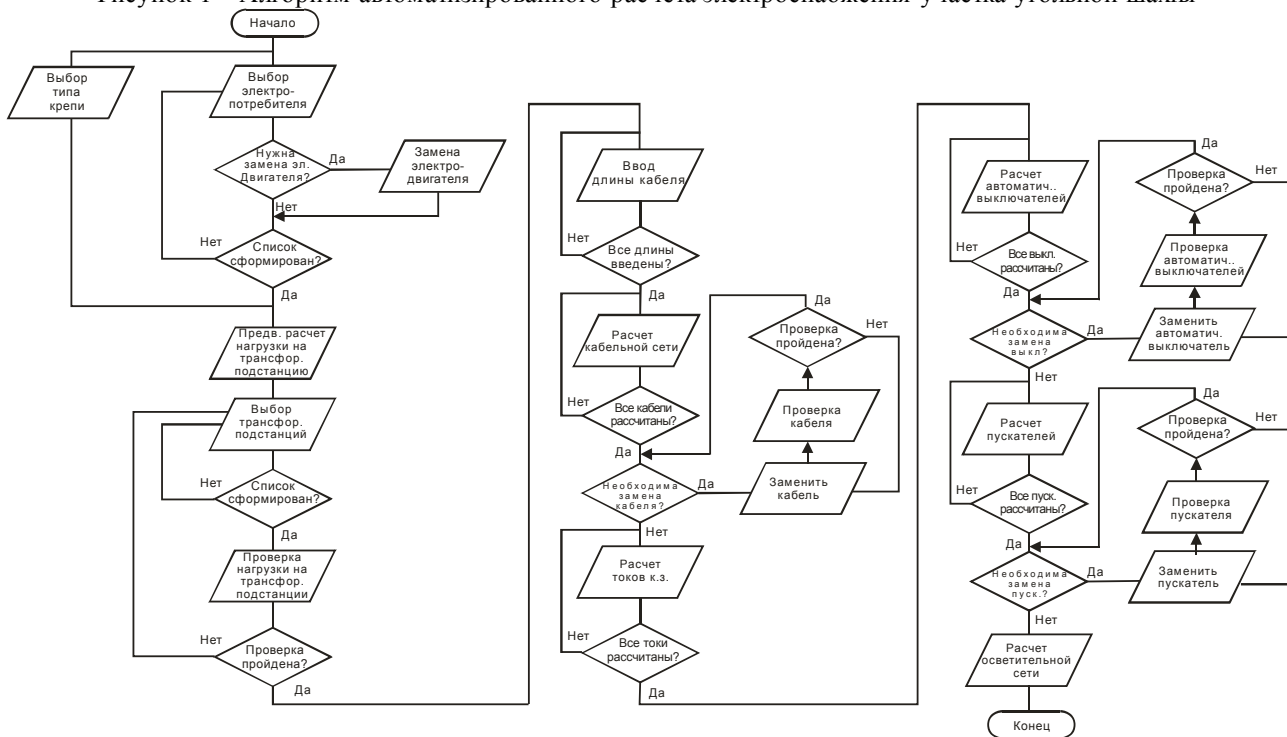 Рисунок 1 – Алгоритм автоматизированного расчета электроснабжения участка угольной шахты
Начало
Выбор
типа
крепи
Выбор
электро-
потребителя
Нужна
замена эл.
Двигателя?
Да
Замена
электро-
двигателя
Нет
Нет
Список
сформирован?
Да
Предв. расчет
нагрузки на
трансфор.
подстанцию
Выбор
трансфор.
подстанций
Нет
Список
сформирован?
Да
Проверка
нагрузки на
трансфор.
подстанции
Нет
Проверка
пройдена?
Да
Ввод
длины кабеля
Нет
Все длины
введены?
Да
Расчет
кабельной сети
Нет
Все кабели
рассчитаны?
Да
Необходима
замена
кабеля?
Да
Заменить
кабель
Проверка
кабеля
Проверка
пройдена?
Да
Нет
Нет
Расчет
токов к.з.
Нет
Все токи
рассчитаны?
Да
Расчет
автоматич..
выключателей
Нет
Все выкл.
рассчитаны?
Да
Необходима
замена
выкл?
Да
Заменить
автоматич.
выключатель
Проверка
автоматич..
выключателей
Проверка
пройдена?
Да
Нет
Нет
Расчет
пускателей
Нет
Все пуск.
рассчитаны?
Да
Необходима
замена
пуск.?
Да
Заменить
пускатель
Проверка
пускателя
Проверка
пройдена?
Да
Нет
Нет
Расчет
осветительной
сети
Конец